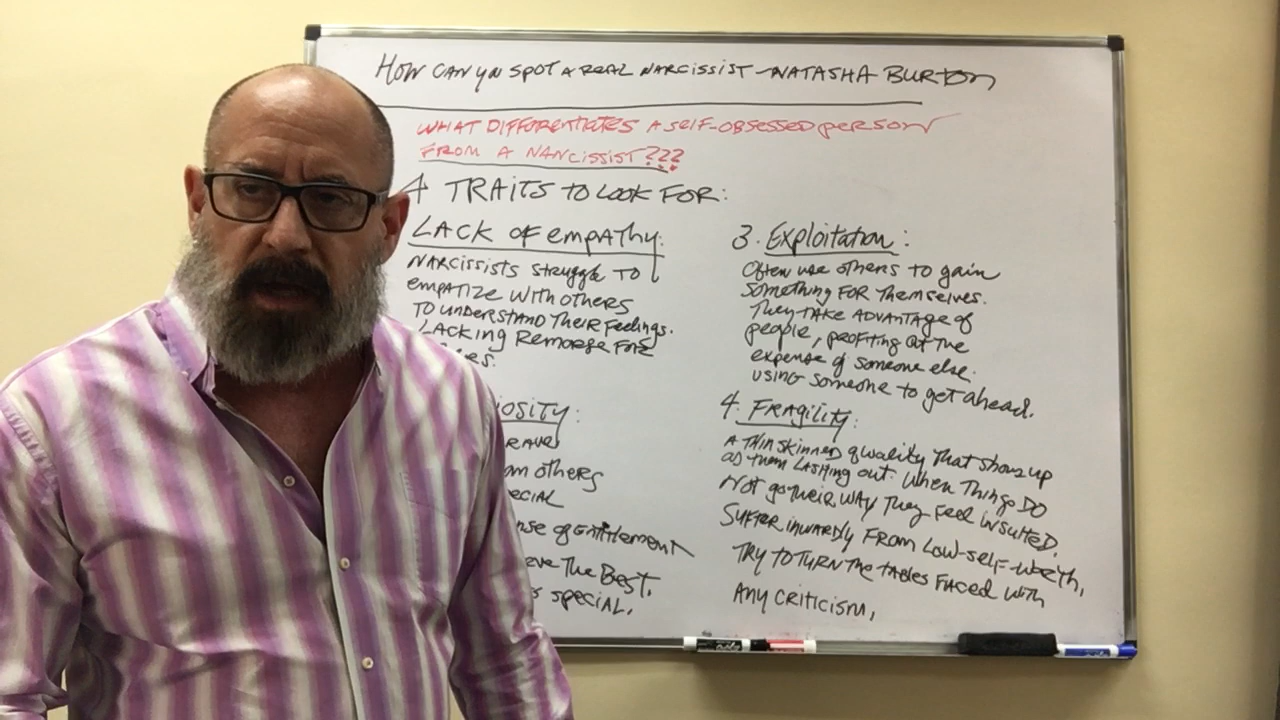 HOW CAN YOU SPOT A REAL NARCISSIST - NATASHA BURTON
WHAT DIFFERENTIATES A SELF-OBSESSED PERSON
FROM A NARCISSIST???
4 TRAITS TO LOOK FOR:
LACK OF EMPATHY:
NARCISSISTS STRUGGLE TO
EMPATIZE WITH OTHERS
TO UNDERSTAND THEIR FEELINGS.
LACKING REMORSE FOR
OSITY:
OTHERS
OF ENTITLEMENT
THE BEST.
SPECIAL.
3. Exploitation:
Often use others to gain
something FOR Themselves.
They TAKE ADVANTAGE of
people, profiting at the
expense of someone else.
using someone to get ahead.
4. FRAGILITY:
A THIN SKINNED quality That shows up
as them LASHING out. When Things DO
Not go Their WAY They Feel insulted.
Suffer inwardly From Low-self-worth,
Try To Turn The Tables Faced with
Any criticism,